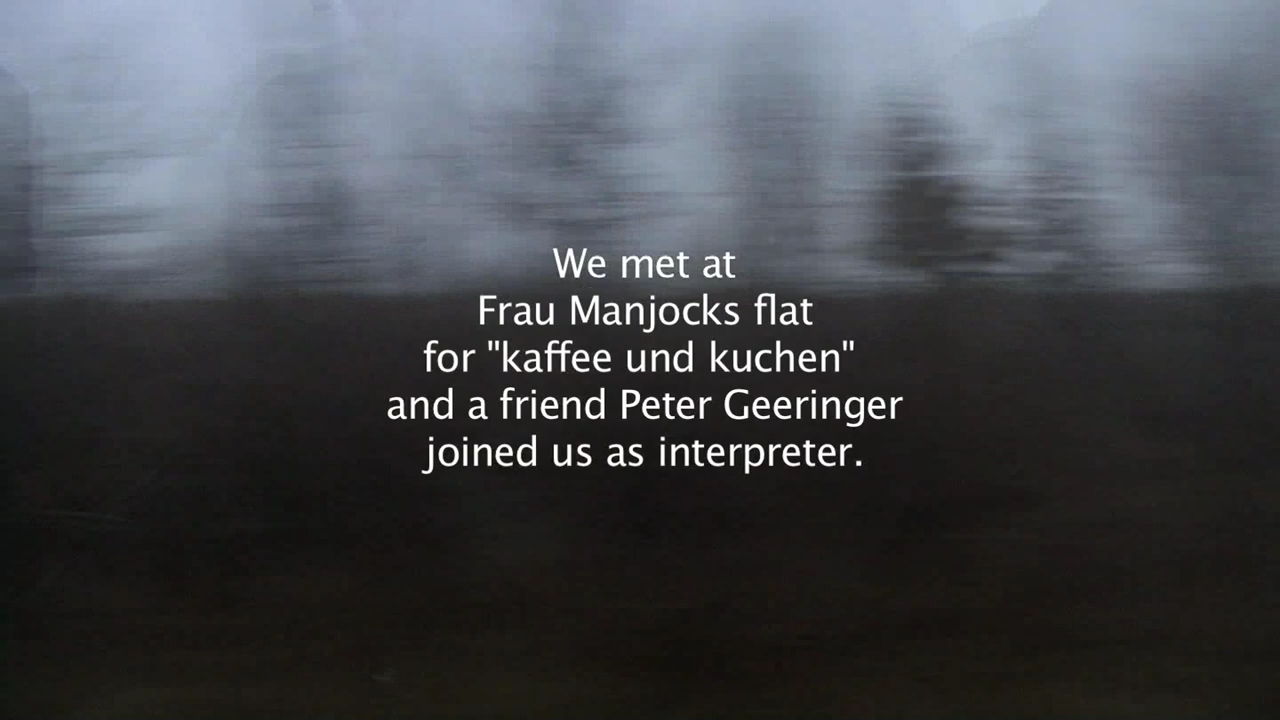 We met at
Frau Manjocks flat
for "kaffee und kuchen"
and a friend Peter Geeringer
joined us as interpreter.